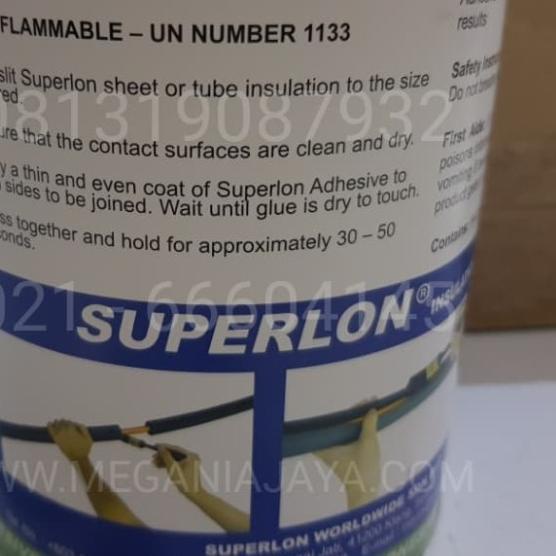 FLAMMABLE – UN NUMBER 1133
slit Superlon sheet or tube insulation to the size
ed.
ure that the contact surfaces are clean and dry.
y a thin and even coat of Superlon Adhesive to
sides to be joined. Wait until glue is dry to touch.
ss together and hold for approximately 30 – 50
onds.
results
Safety
Do not
First Aid:
vomiting
product
Contains:
081319087932
021 - 6660414
SUPERLON®
WWW.MEGANIAJAYA.COM
SUPERLON WORLDWIDE
41200